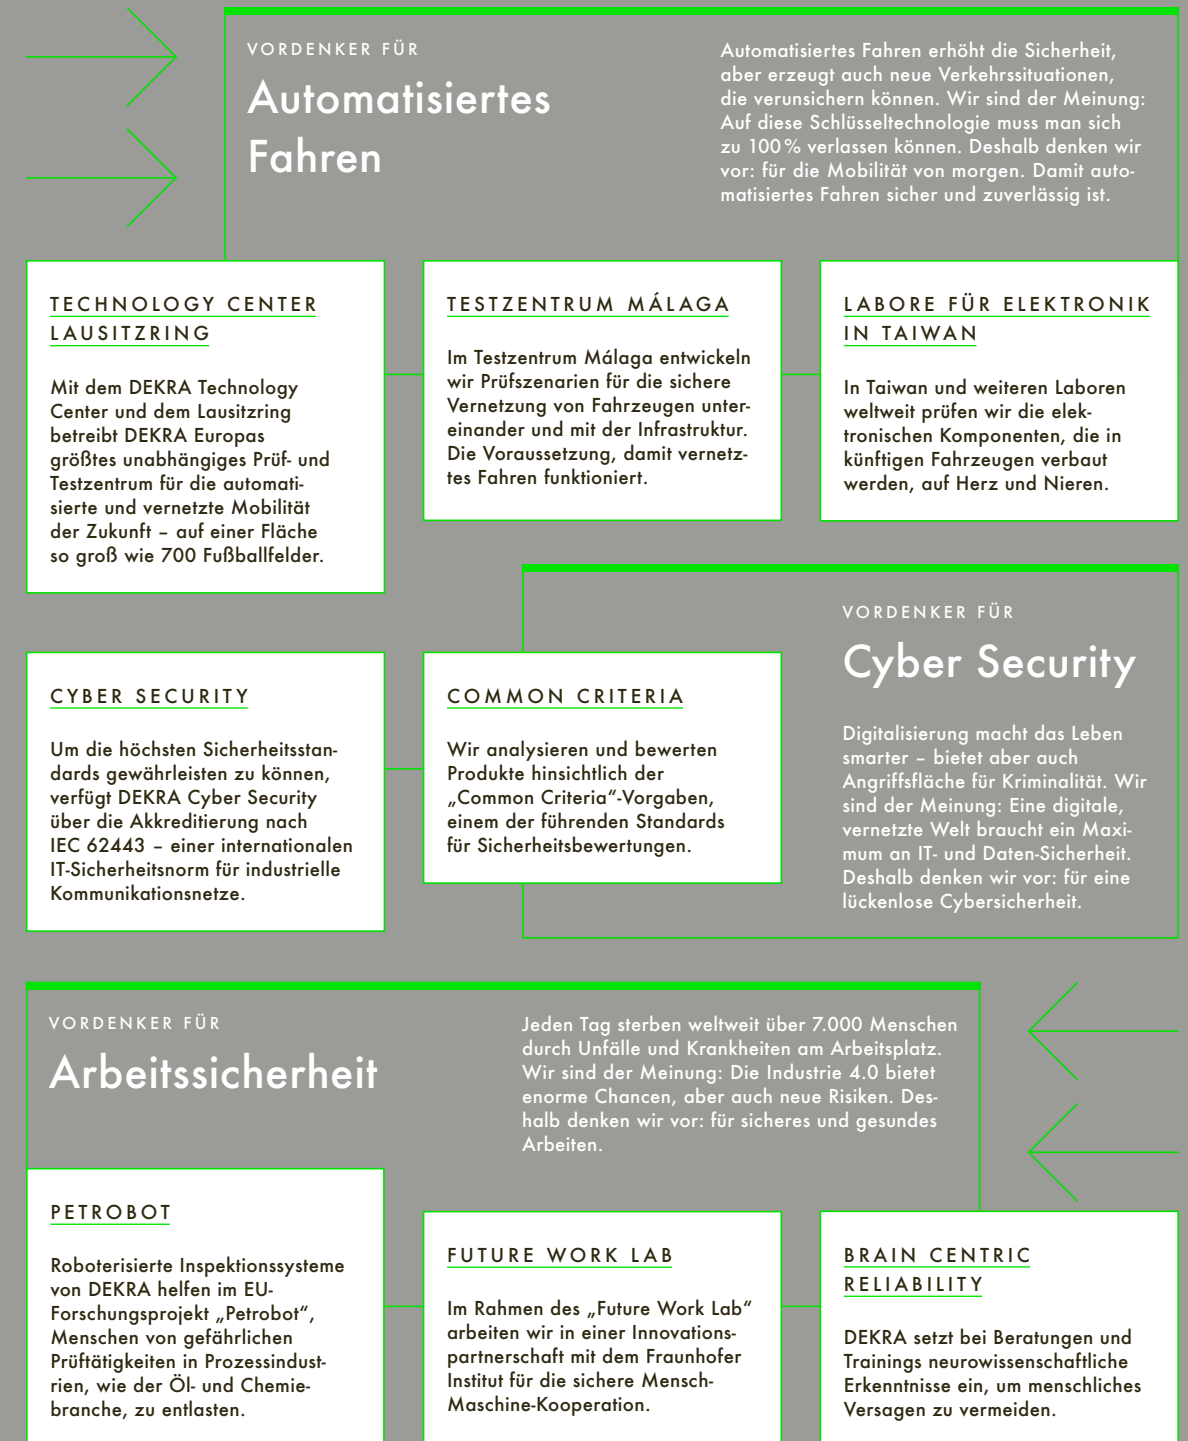 VORDENKER FÜR
Automatisiertes
Fahren
Automatisiertes Fahren erhöht die Sicherheit,
aber erzeugt auch neue Verkehrssituationen,
die verunsichern können. Wir sind der Meinung:
Auf diese Schlüsseltechnologie muss man sich
zu 100 % verlassen können. Deshalb denken wir
vor: für die Mobilität von morgen. Damit auto-
matisiertes Fahren sicher und zuverlässig ist.
TECHNOLOGY CENTER
LAUSITZRING
Mit dem DEKRA Technology
Center und dem Lausitzring
betreibt DEKRA Europas
größtes unabhängiges Prüf- und
Testzentrum für die automati-
sierte und vernetzte Mobilität
der Zukunft – auf einer Fläche
so groß wie 700 Fußballfelder.
TESTZENTRUM MÁLAGA
Im Testzentrum Málaga entwickeln
wir Prüfszenarien für die sichere
Vernetzung von Fahrzeugen unter-
einander und mit der Infrastruktur.
Die Voraussetzung, damit vernetz-
tes Fahren funktioniert.
LABORE FÜR ELEKTRONIK
IN TAIWAN
In Taiwan und weiteren Laboren
weltweit prüfen wir die elek-
tronischen Komponenten, die in
künftigen Fahrzeugen verbaut
werden, auf Herz und Nieren.
VORDENKER FÜR
Cyber Security
Digitalisierung macht das Leben
smarter – bietet aber auch
Angriffsfläche für Kriminalität. Wir
sind der Meinung: Eine digitale,
vernetzte Welt braucht ein Maxi-
mum an IT- und Daten-Sicherheit.
Deshalb denken wir vor: für eine
lückenlose Cybersicherheit.
CYBER SECURITY
Um die höchsten Sicherheitsstan-
dards gewährleisten zu können,
verfügt DEKRA Cyber Security
über die Akkreditierung nach
IEC 62443 – einer internationalen
IT-Sicherheitsnorm für industrielle
Kommunikationsnetze.
COMMON CRITERIA
Wir analysieren und bewerten
Produkte hinsichtlich der
„Common Criteria“-Vorgaben,
einem der führenden Standards
für Sicherheitsbewertungen.
VORDENKER FÜR
Arbeitssicherheit
Jeden Tag sterben weltweit über 7.000 Menschen
durch Unfälle und Krankheiten am Arbeitsplatz.
Wir sind der Meinung: Die Industrie 4.0 bietet
enorme Chancen, aber auch neue Risiken. Des-
halb denken wir vor: für sicheres und gesundes
Arbeiten.
PETROBOT
Roboterisierte Inspektionssysteme
von DEKRA helfen im EU-
Forschungsprojekt „Petrobot“,
Menschen von gefährlichen
Prüftätigkeiten in Prozessindust-
rien, wie der Öl- und Chemie-
branche, zu entlasten.
FUTURE WORK LAB
Im Rahmen des „Future Work Lab“
arbeiten wir in einer Innovations-
partnerschaft mit dem Fraunhofer
Institut für die sichere Mensch-
Maschine-Kooperation.
BRAIN CENTRIC
RELIABILITY
DEKRA setzt bei Beratungen und
Trainings neurowissenschaftliche
Erkenntnisse ein, um menschliches
Versagen zu vermeiden.